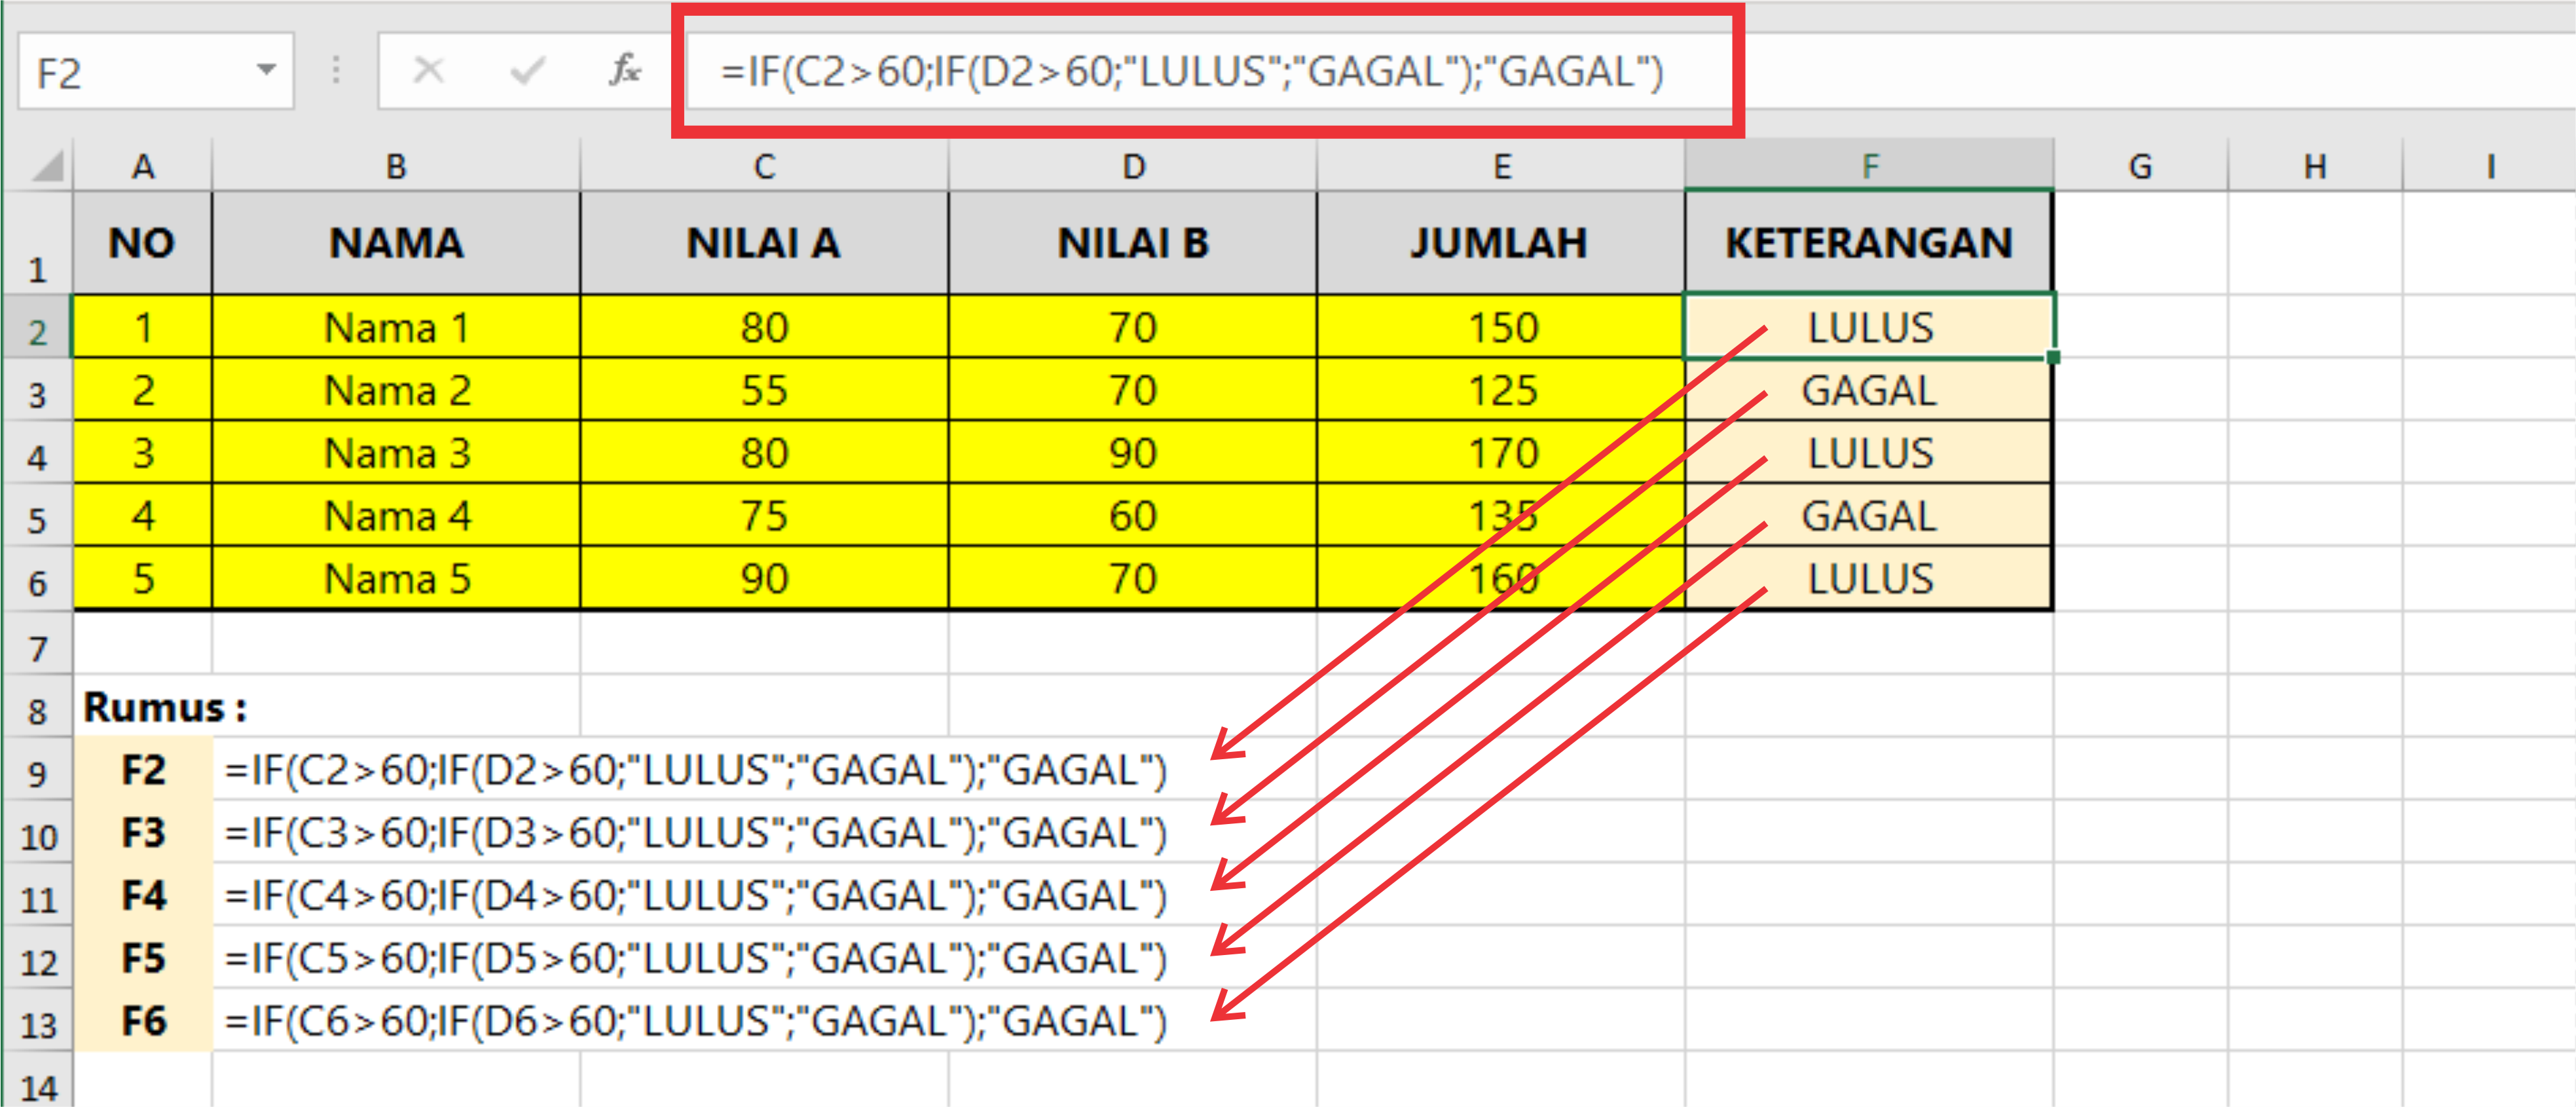 F2 fx =IF(C2>60;IF(D2>60;"LULUS";"GAGAL");"GAGAL")
A B C D E F G H I
1 NO NAMA NILAI A NILAI B JUMLAH KETERANGAN
2 1 Nama 1 80 70 150 LULUS
3 2 Nama 2 55 70 125 GAGAL
4 3 Nama 3 80 90 170 LULUS
5 4 Nama 4 75 60 135 GAGAL
6 5 Nama 5 90 70 160 LULUS
7
8 Rumus :
9 F2 =IF(C2>60;IF(D2>60;"LULUS";"GAGAL");"GAGAL")
10 F3 =IF(C3>60;IF(D3>60;"LULUS";"GAGAL");"GAGAL")
11 F4 =IF(C4>60;IF(D4>60;"LULUS";"GAGAL");"GAGAL")
12 F5 =IF(C5>60;IF(D5>60;"LULUS";"GAGAL");"GAGAL")
13 F6 =IF(C6>60;IF(D6>60;"LULUS";"GAGAL");"GAGAL")
14